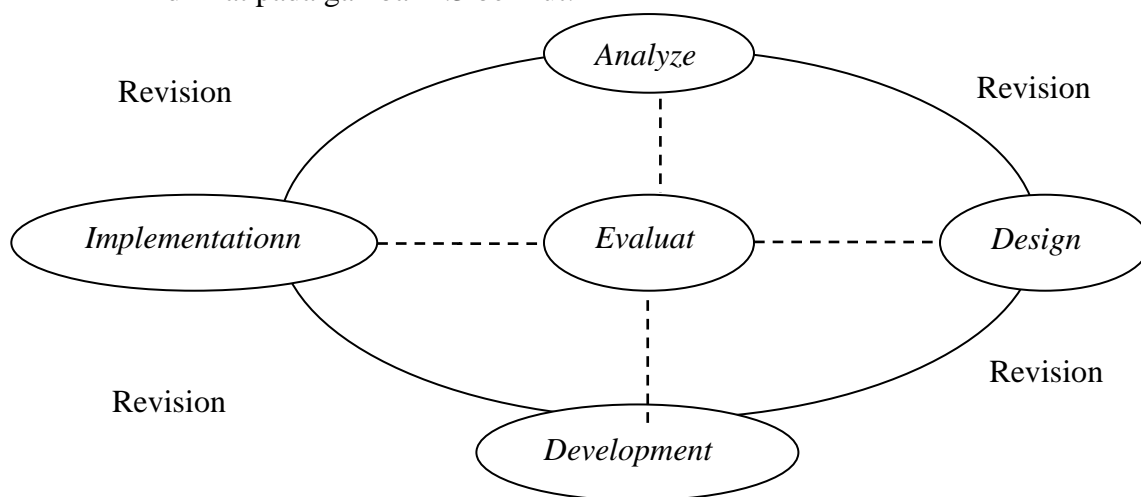 Analyze
Revision
Revision
Implementationn
Evaluat
Design
Revision
Revision
Development